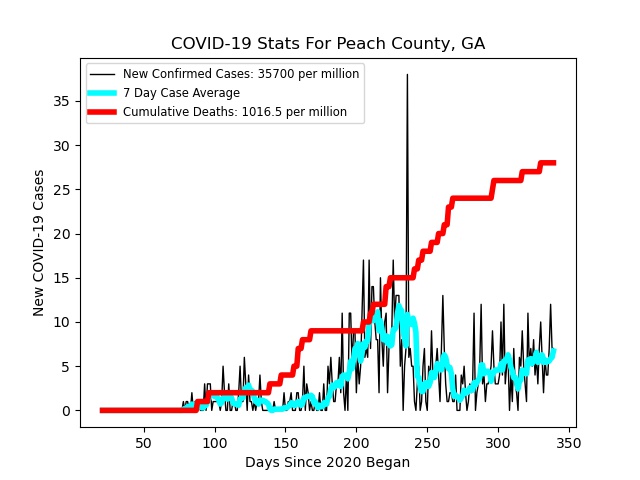 COVID-19 Stats For Peach County, GA
New Confirmed Cases: 35700 per million
7 Day Case Average
Cumulative Deaths: 1016.5 per million
New COVID-19 Cases
35
30
25
20
15
10
5
0
50 100 150 200 250 300 350
Days Since 2020 Began